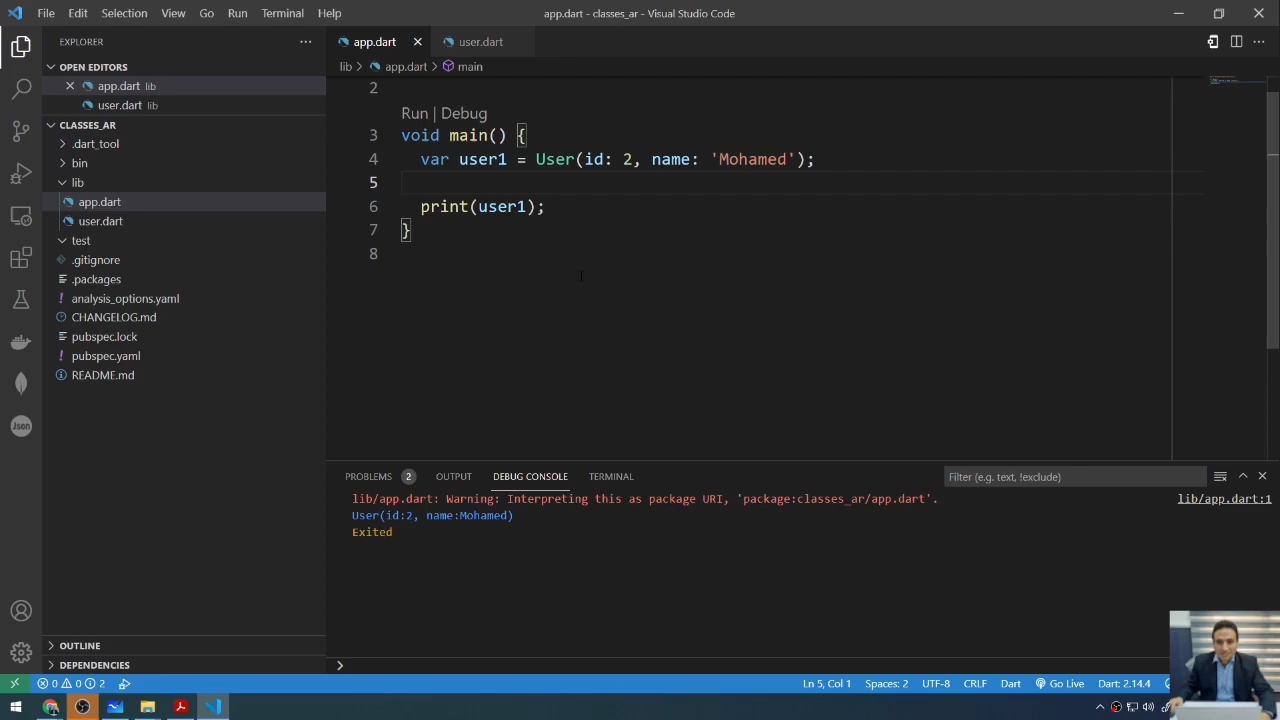 File Edit Selection View Go Run Terminal Help
app.dart - classes_ar - Visual Studio Code
EXPLORER
OPEN EDITORS
app.dart lib
user.dart lib
CLASSES_AR
.dart_tool
bin
lib
app.dart
user.dart
test
.gitignore
.packages
analysis_options.yaml
CHANGELOG.md
pubspec.lock
pubspec.yaml
README.md
OUTLINE
DEPENDENCIES
app.dart
user.dart
lib > app.dart > main
2
Run | Debug
3 void main() {
4 var user1 = User(id: 2, name: 'Mohamed');
5
6 print(user1);
7 }
8
PROBLEMS 2 OUTPUT DEBUG CONSOLE TERMINAL
Filter (e.g. text, !exclude)
lib/app.dart: Warning: Interpreting this as package URI, 'package:classes_ar/app.dart'.
lib/app.dart:1
User(id:2, name:Mohamed)
Exited
0 0 2
Ln 5, Col 1 Spaces: 2 UTF-8 CRLF Dart Go Live Dart: 2.14.4
Json